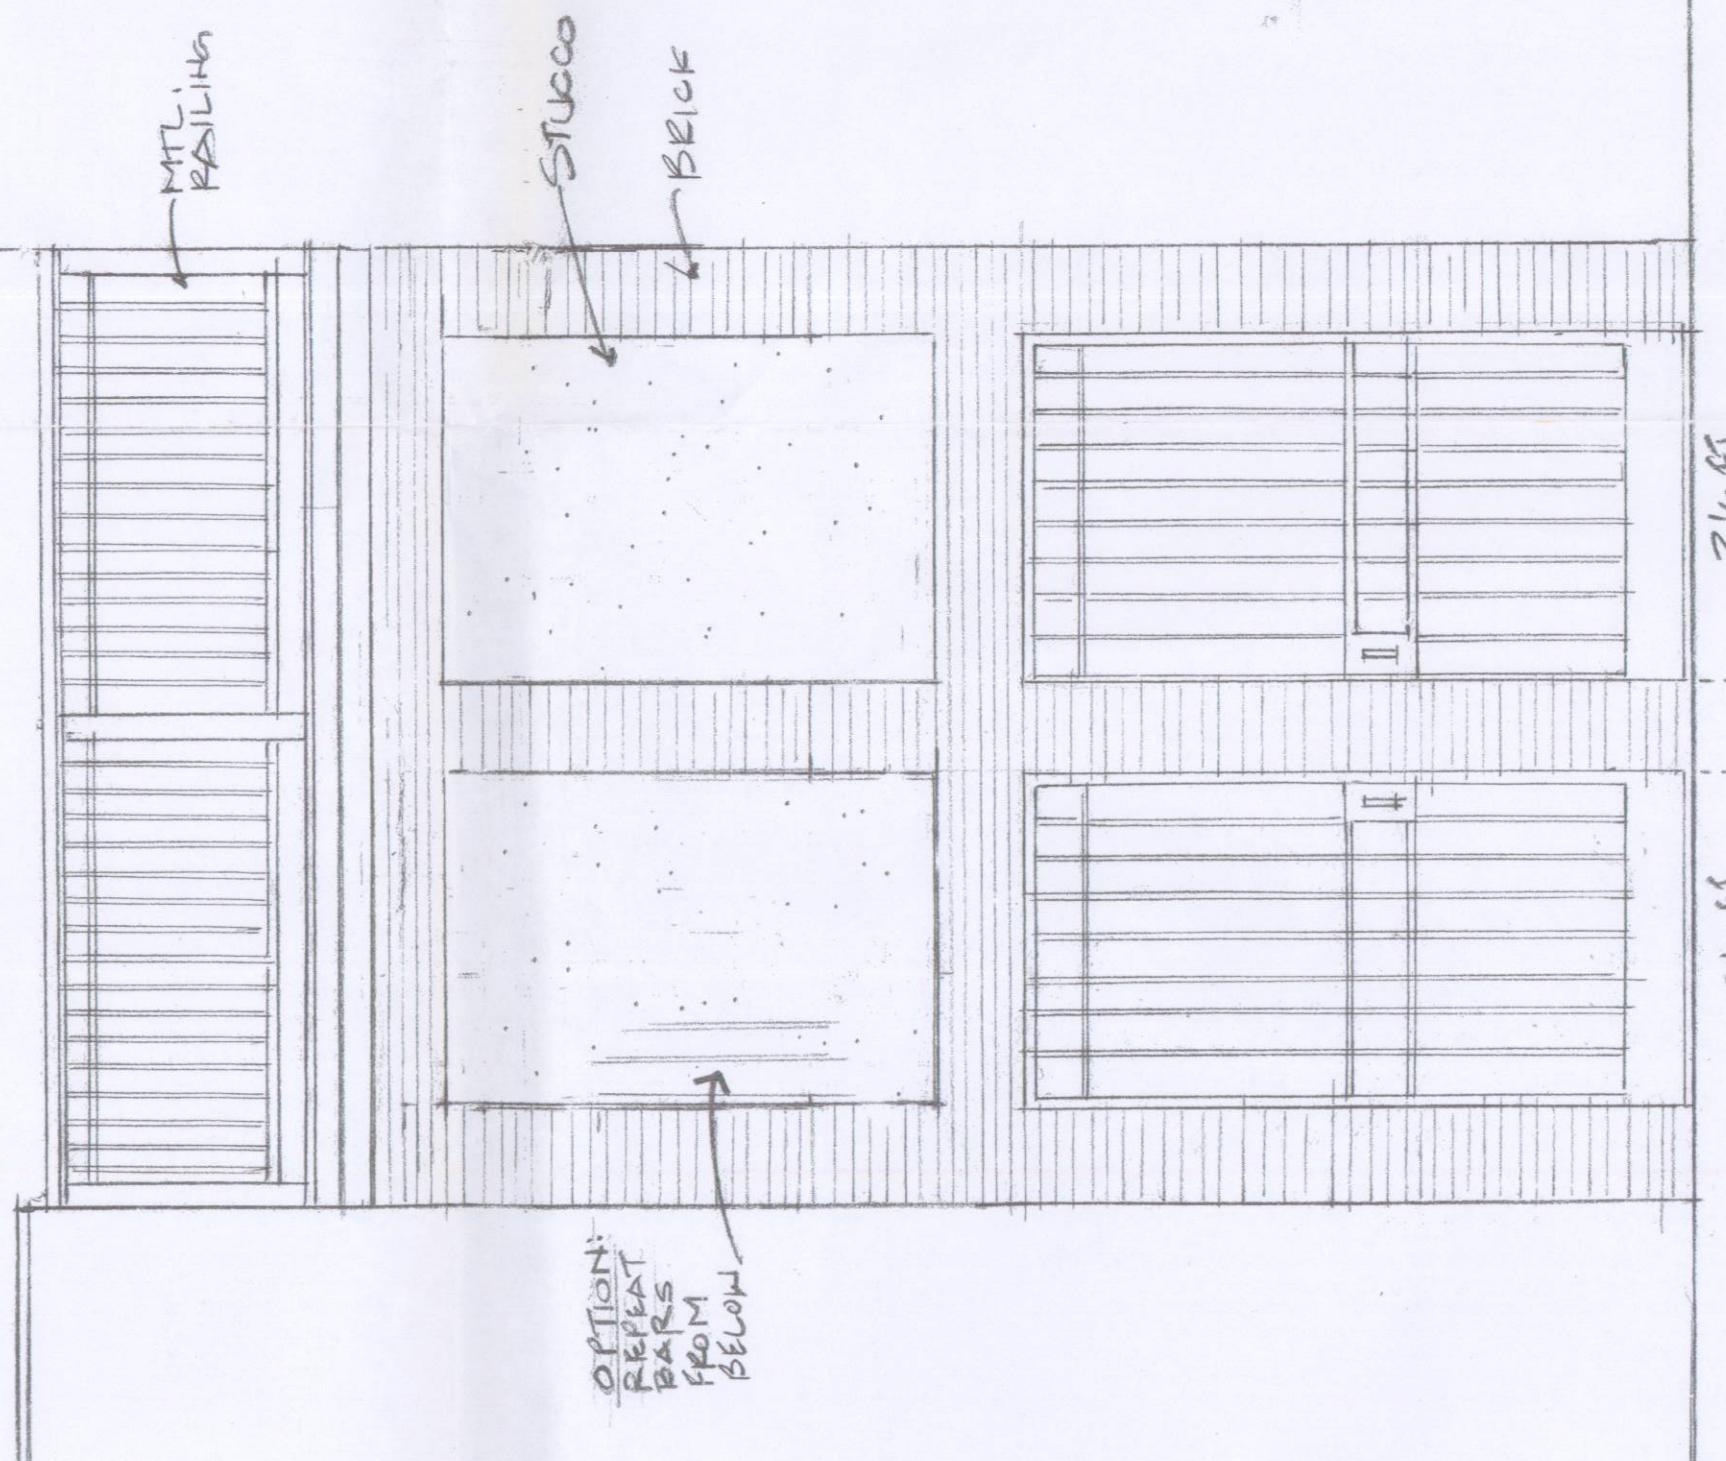 MTL.
RAILING
STUCCO
BRICK
OPTION:
REPEAT
BARS
FROM
BELOW